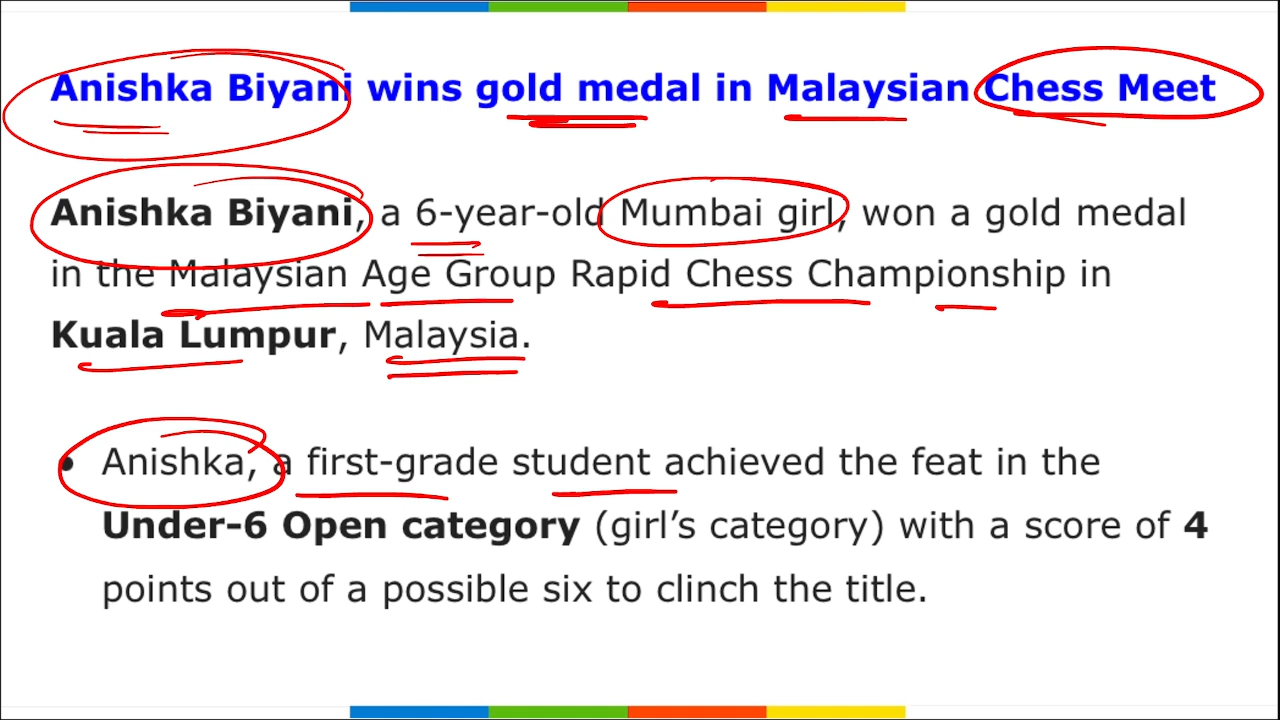 Anishka Biyani wins gold medal in Malaysian Chess Meet
Anishka Biyani, a 6-year-old Mumbai girl, won a gold medal
in the Malaysian Age Group Rapid Chess Championship in
Kuala Lumpur, Malaysia.
• Anishka, a first-grade student achieved the feat in the
Under-6 Open category (girl’s category) with a score of 4
points out of a possible six to clinch the title.